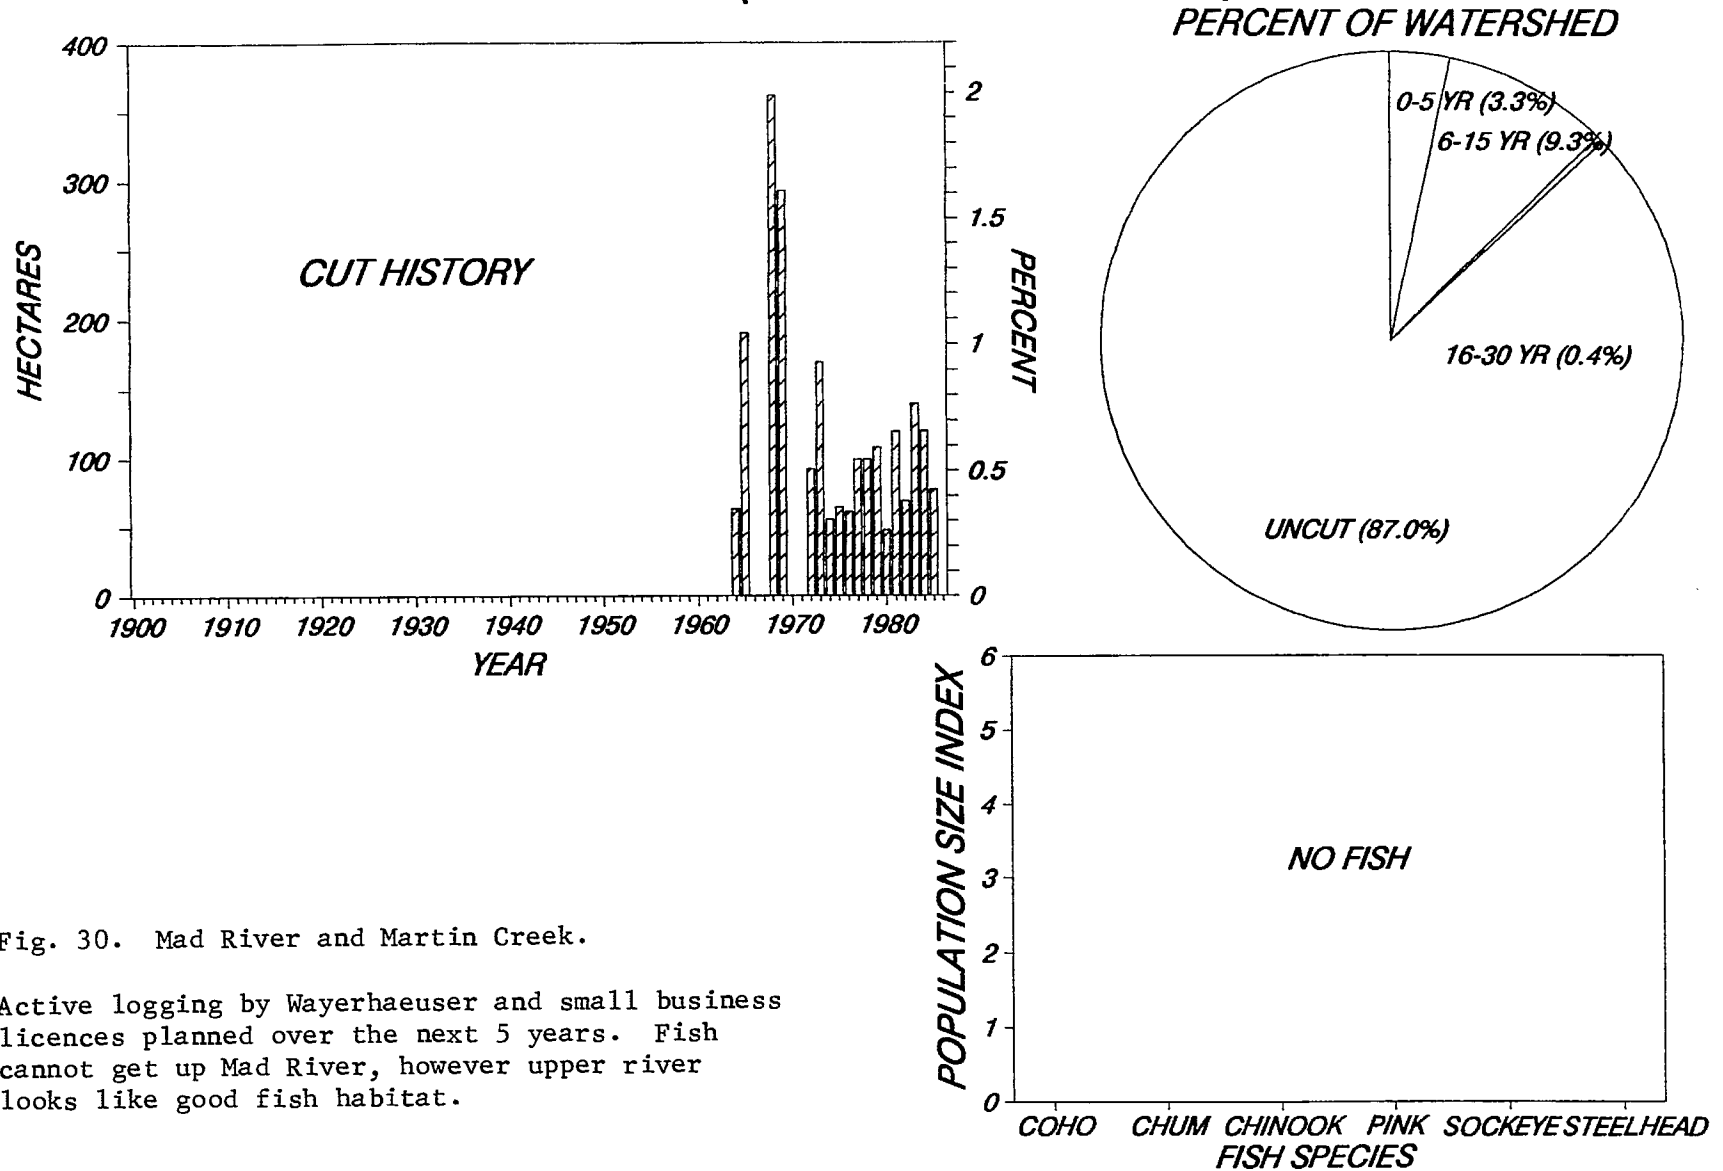 400
300
200
100
0
HECTARES
CUT HISTORY
2
1.5
1
0.5
0
PERCENT
1900 1910 1920 1930 1940 1950 1960 1970 1980
YEAR
PERCENT OF WATERSHED
0-5 YR (3.3%)
6-15 YR (9.3%)
16-30 YR (0.4%)
UNCUT (87.0%)
6
5
4
3
2
1
0
POPULATION SIZE INDEX
NO FISH
COHO CHUM CHINOOK PINK SOCKEYE STEELHEAD
FISH SPECIES
Fig. 30. Mad River and Martin Creek.
Active logging by Wayerhaeuser and small business
licences planned over the next 5 years. Fish
cannot get up Mad River, however upper river
looks like good fish habitat.